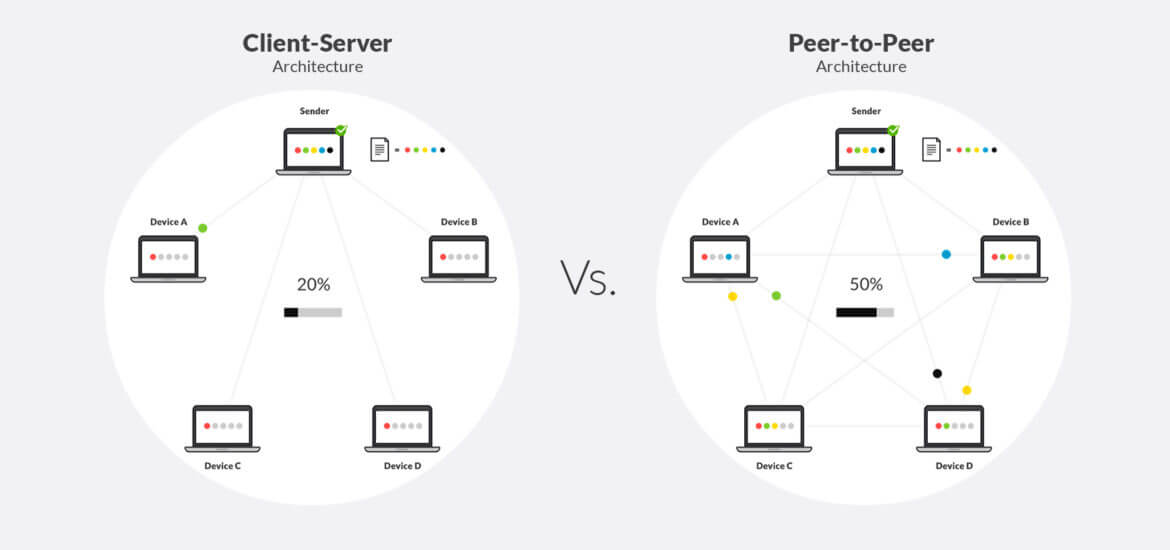 Client-Server
Architecture
Sender
Device A
Device B
20%
Device C
Device D
Vs.
Peer-to-Peer
Architecture
Sender
Device A
Device B
50%
Device C
Device D